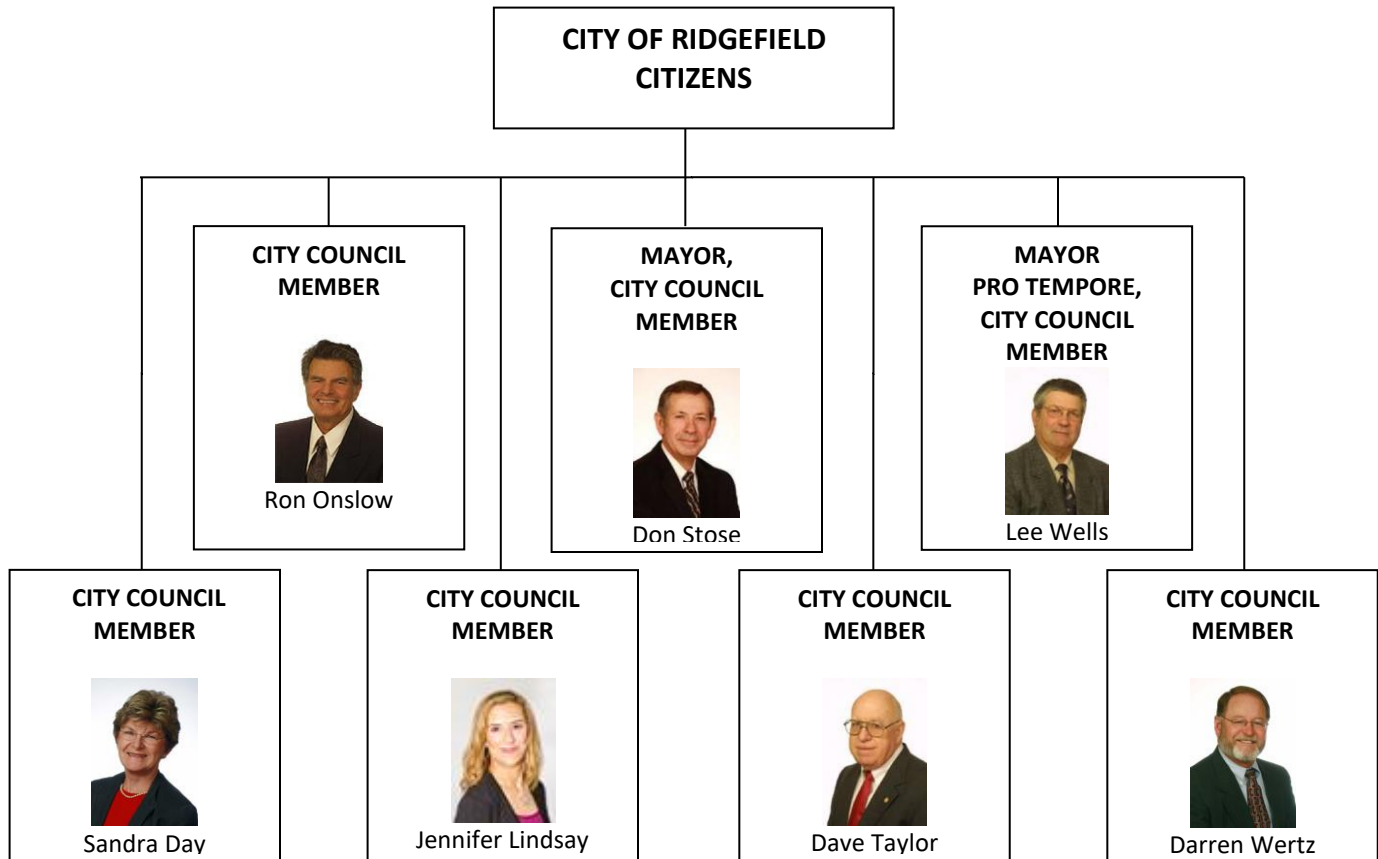 CITY OF RIDGEFIELD
CITIZENS
CITY COUNCIL
MEMBER
Ron Onslow
MAYOR,
CITY COUNCIL
MEMBER
Don Stose
MAYOR
PRO TEMPORE,
CITY COUNCIL
MEMBER
Lee Wells
CITY COUNCIL
MEMBER
Sandra Day
CITY COUNCIL
MEMBER
Jennifer Lindsay
CITY COUNCIL
MEMBER
Dave Taylor
CITY COUNCIL
MEMBER
Darren Wertz